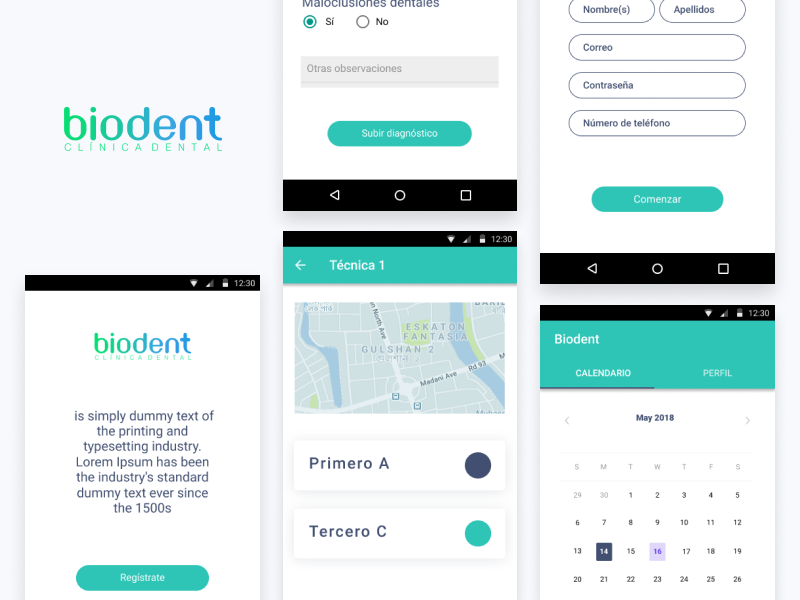 biodent
CLÍNICA DENTAL
12:30
biodent
CLÍNICA DENTAL
is simply dummy text of
the printing and
typesetting industry.
Lorem Ipsum has been
the industry's standard
dummy text ever since
the 1500s
Regístrate
Maloclusiones dentales
Sí No
Otras observaciones
Subir diagnóstico
12:30
Técnica 1
North Ave
ESKATON
FANTASIA
GULSHAN 2
Rd 93
Madani Ave
Primero A
Tercero C
Nombre(s) Apellidos
Correo
Contraseña
Número de teléfono
Comenzar
12:30
Biodent
CALENDARIO PERFIL
May 2018
S M T W T F S
29 30 1 2 3 4 5
6 7 8 9 10 11 12
13 14 15 16 17 18 19
20 21 22 23 24 25 26